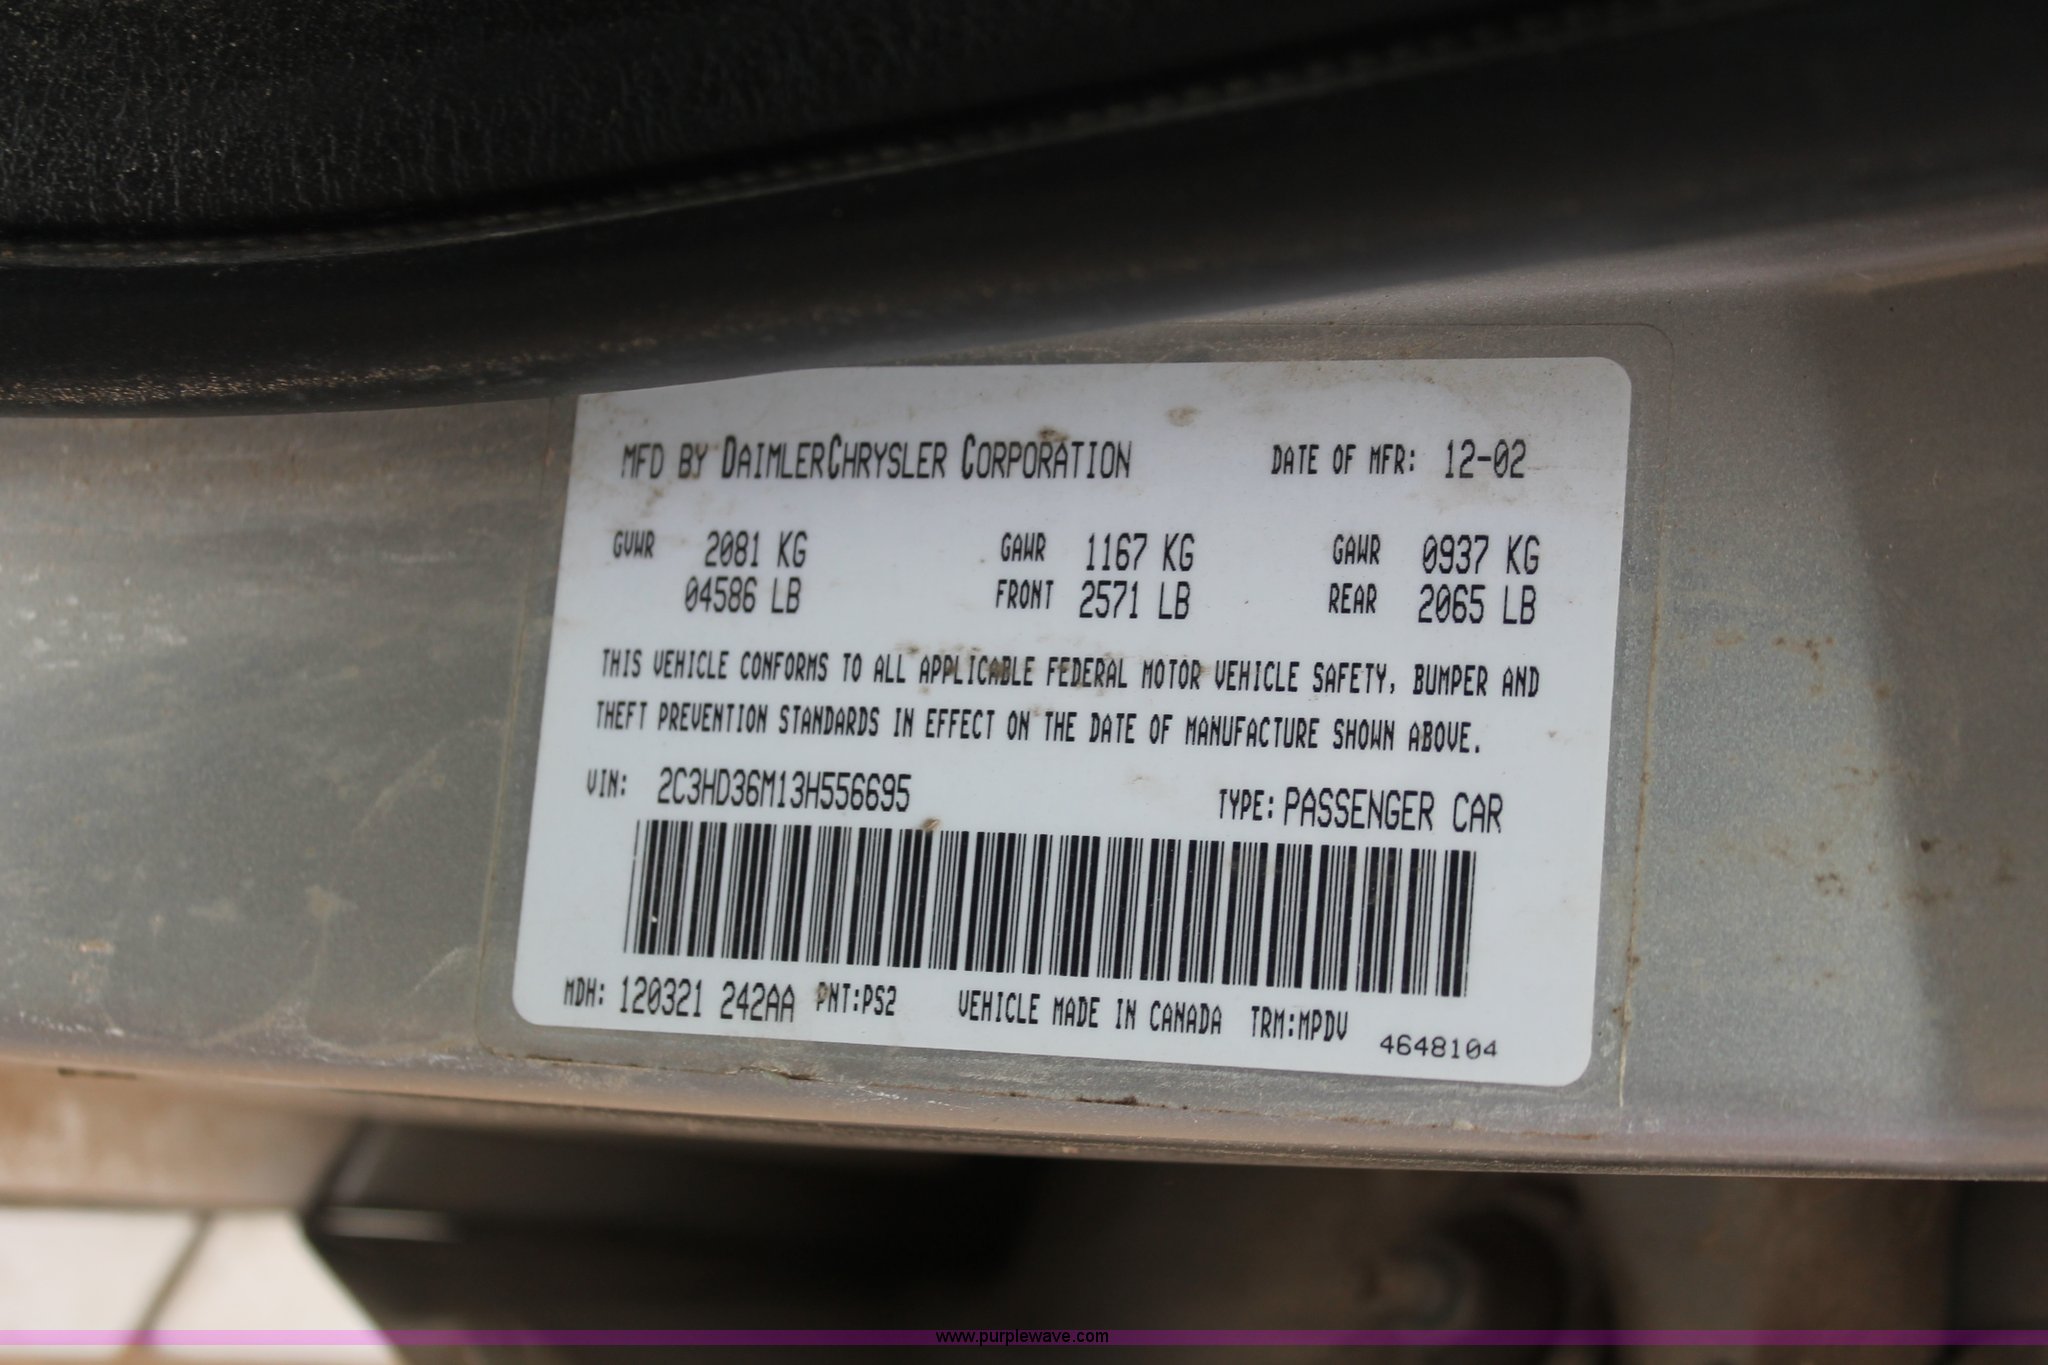 MFD BY DAIMLERCHRYSLER CORPORATION DATE OF MFR: 12-02
GVWR 2081 KG GAWR 1167 KG GAWR 0937 KG
04586 LB FRONT 2571 LB REAR 2065 LB
THIS VEHICLE CONFORMS TO ALL APPLICABLE FEDERAL MOTOR VEHICLE SAFETY, BUMPER AND
THEFT PREVENTION STANDARDS IN EFFECT ON THE DATE OF MANUFACTURE SHOWN ABOVE.
VIN: 2C3HD36M13H556695 TYPE: PASSENGER CAR
MDH: 120321 242AA PNT:PS2 VEHICLE MADE IN CANADA TRM:MPDV 4648104
www.purplewave.com